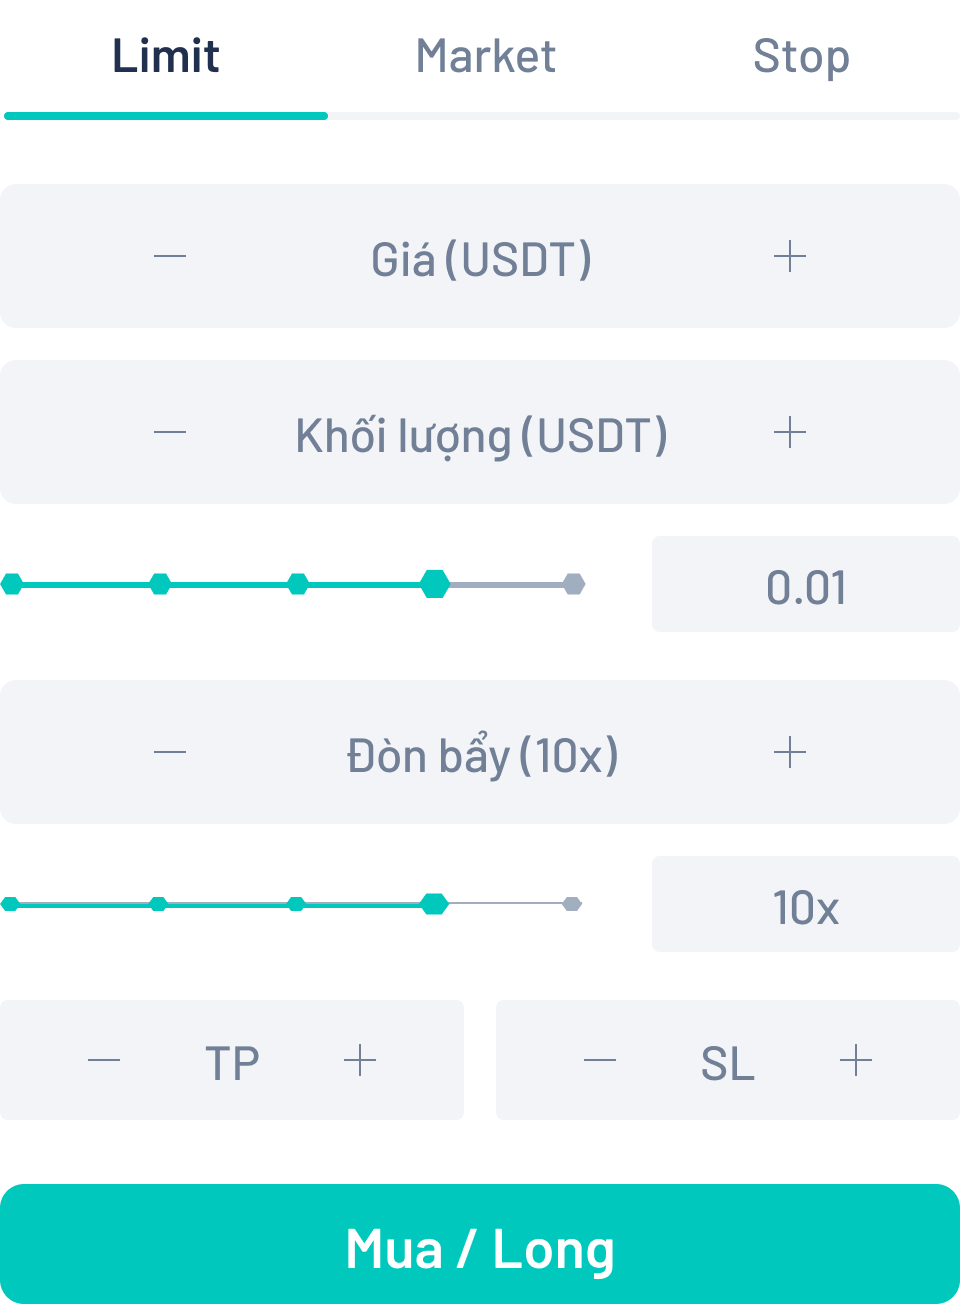 Limit Market Stop
Giá (USDT)
Khối lượng (USDT)
0.01
Đòn bẩy (10x)
10x
TP SL
Mua / Long